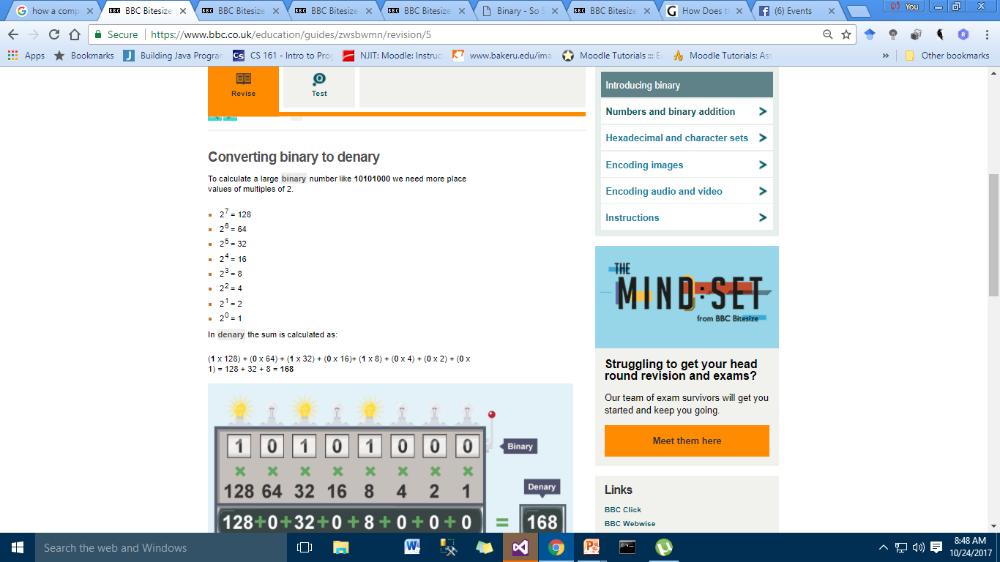 how a comp
BBC Bitesize
BBC Bitesize
BBC Bitesize
BBC Bitesize
Binary - So S
BBC Bitesize
How Does th
(6) Events
You
Secure
https://www.bbc.co.uk/education/guides/zwsbwmn/revision/5
Apps
Bookmarks
Building Java Progran
CS 161 - Intro to Prog
NJIT: Moodle: Instruc
www.bakeru.edu/ima
Moodle Tutorials ::: E
Moodle Tutorials: Ass
Other bookmarks
Revise
Test
Converting binary to denary
To calculate a large binary number like 10101000 we need more place
values of multiples of 2.
2^7 = 128
2^6 = 64
2^5 = 32
2^4 = 16
2^3 = 8
2^2 = 4
2^1 = 2
2^0 = 1
In denary the sum is calculated as:
(1 x 128) + (0 x 64) + (1 x 32) + (0 x 16)+ (1 x 8) + (0 x 4) + (0 x 2) + (0 x
1) = 128 + 32 + 8 = 168
1 0 1 0 1 0 0 0
Binary
128 64 32 16 8 4 2 1
Denary
128+0+32+0+8+0+0+0 = 168
Introducing binary
Numbers and binary addition
Hexadecimal and character sets
Encoding images
Encoding audio and video
Instructions
THE
MIND:SET
from BBC Bitesize
Struggling to get your head
round revision and exams?
Our team of exam survivors will get you
started and keep you going.
Meet them here
Links
BBC Click
BBC Webwise
Search the web and Windows
8:48 AM
10/24/2017